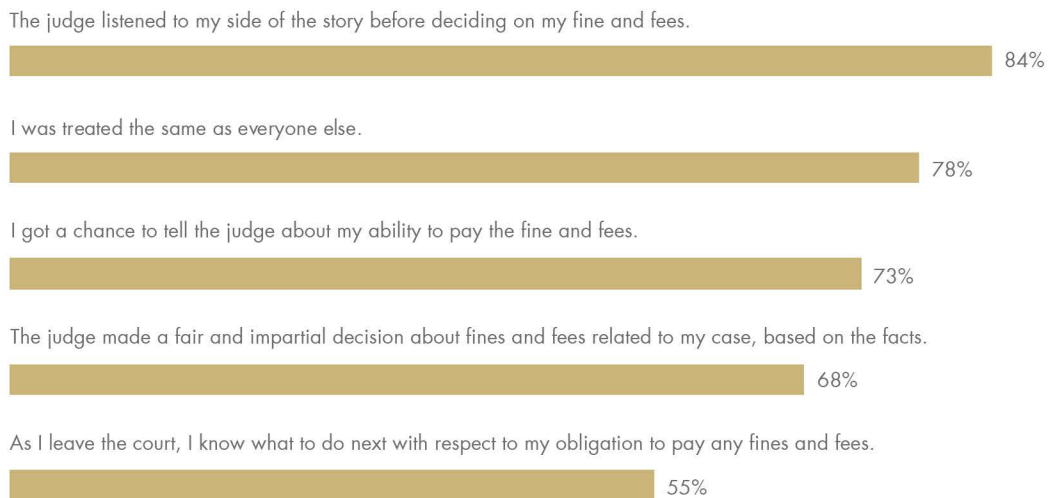 The judge listened to my side of the story before deciding on my fine and fees.
84%
I was treated the same as everyone else.
78%
I got a chance to tell the judge about my ability to pay the fine and fees.
73%
The judge made a fair and impartial decision about fines and fees related to my case, based on the facts.
68%
As I leave the court, I know what to do next with respect to my obligation to pay any fines and fees.
55%